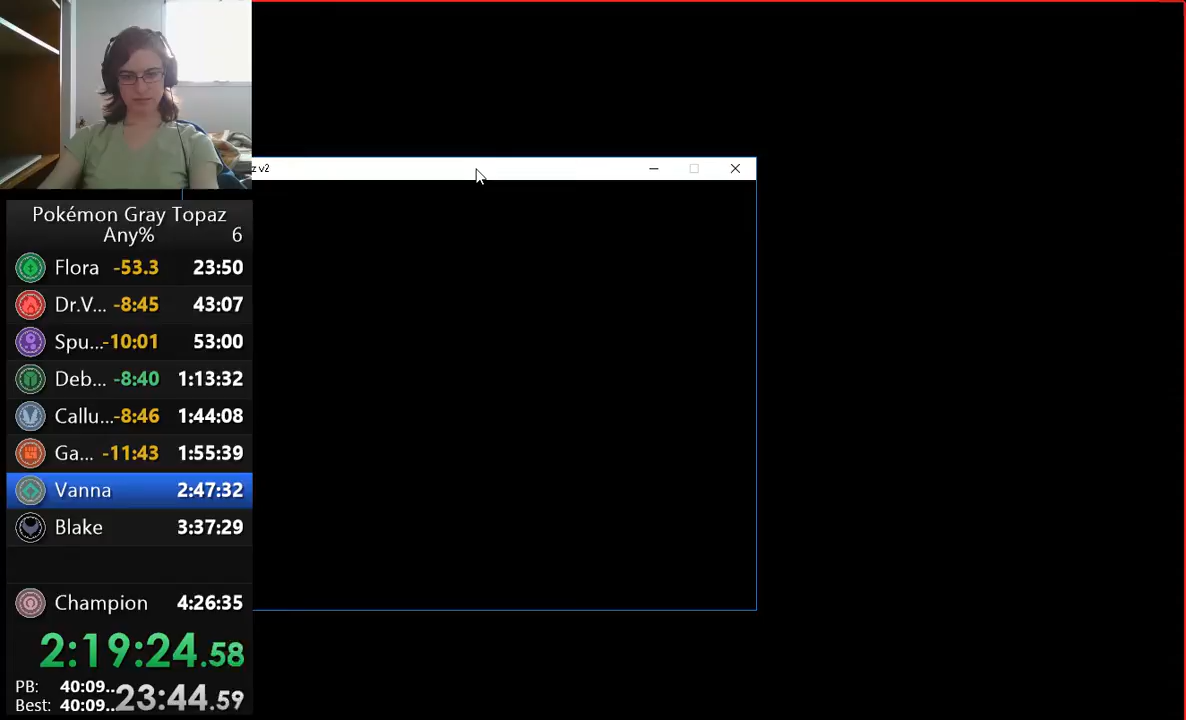 z v2
Pokémon Gray Topaz
Any% 6
Flora -53.3 23:50
Dr.V... -8:45 43:07
Spu...-10:01 53:00
Deb... -8:40 1:13:32
Callu...-8:46 1:44:08
Ga... -11:43 1:55:39
Vanna 2:47:32
Blake 3:37:29
Champion 4:26:35
2:19:24.58
PB: 40:09..
Best: 40:09..
23:44.59